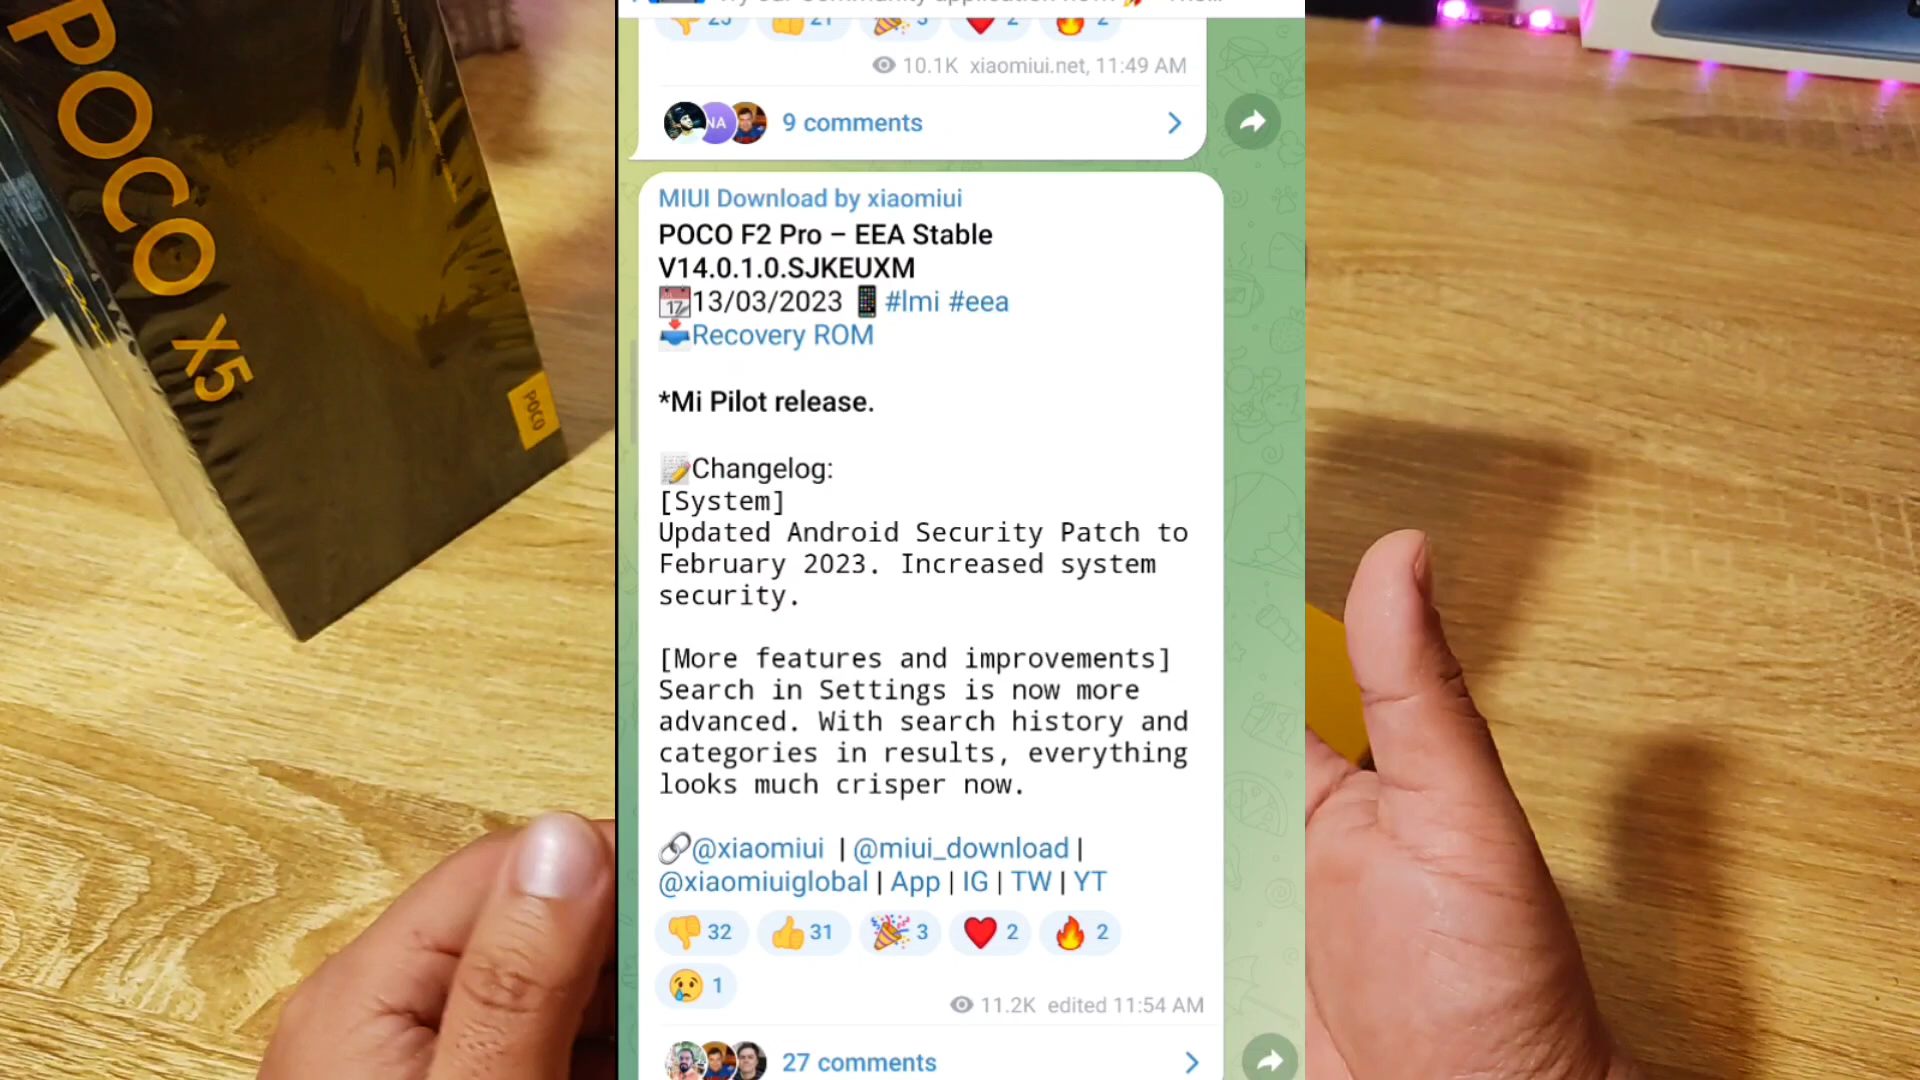 POCO X5
POCO
10.1K xiaomiui.net, 11:49 AM
NA
9 comments
MIUI Download by xiaomiui
POCO F2 Pro – EEA Stable
V14.0.1.0.SJKEUXM
17
13/03/2023 #lmi #eea
Recovery ROM
*Mi Pilot release.
Changelog:
[System]
Updated Android Security Patch to
February 2023. Increased system
security.
[More features and improvements]
Search in Settings is now more
advanced. With search history and
categories in results, everything
looks much crisper now.
@xiaomiui | @miui_download |
@xiaomiuiglobal | App | IG | TW | YT
32 31 3 2 2
1
11.2K edited 11:54 AM
27 comments